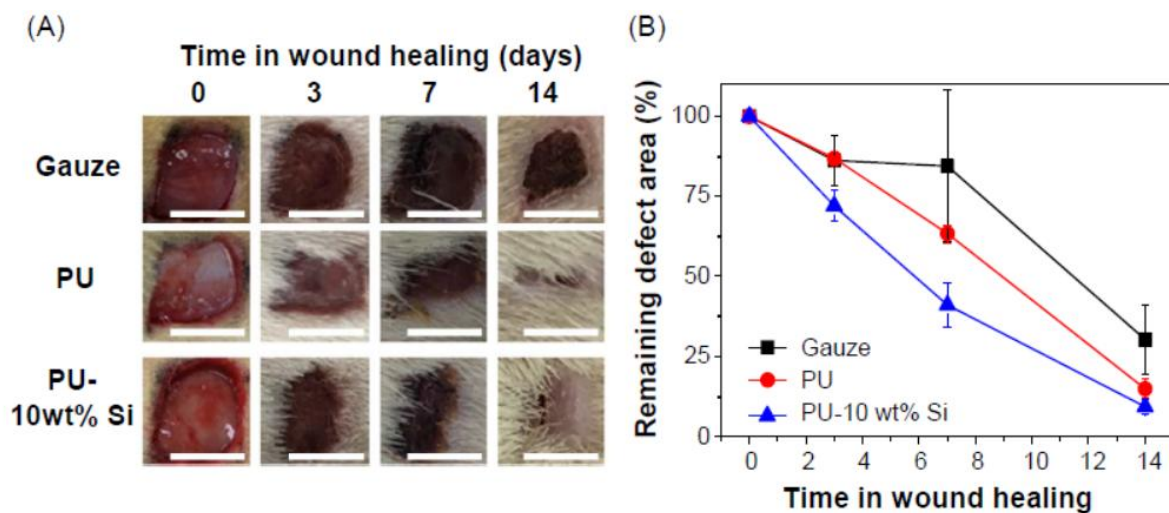 (A)
Time in wound healing (days)
0 3 7 14
Gauze
PU
PU-
10wt% Si
(B)
Remaining defect area (%)
100
75
50
25
0
Gauze
PU
PU-10 wt% Si
0 2 4 6 8 10 12 14
Time in wound healing